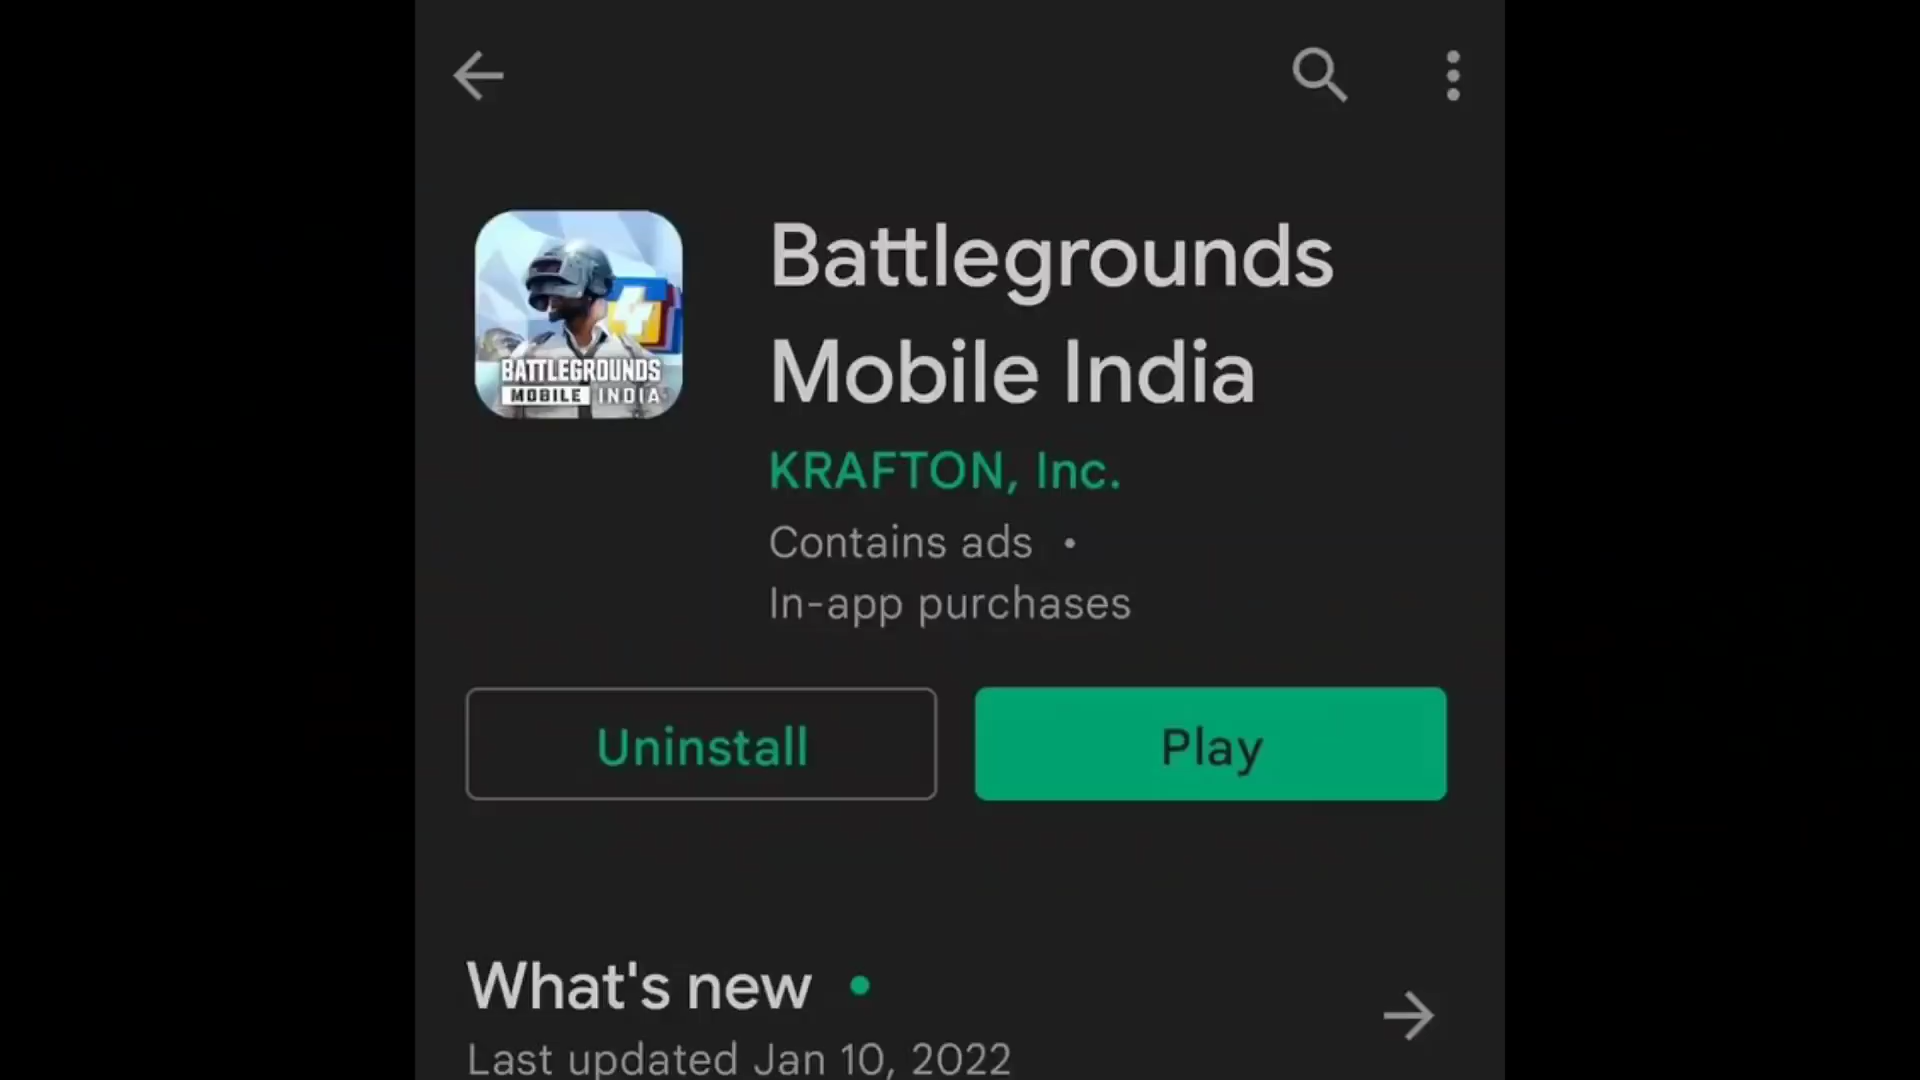 BATTLEGROUNDS
MOBILE INDIA
Battlegrounds
Mobile India
KRAFTON, Inc.
Contains ads •
In-app purchases
Uninstall
Play
What's new •
Last updated Jan 10, 2022